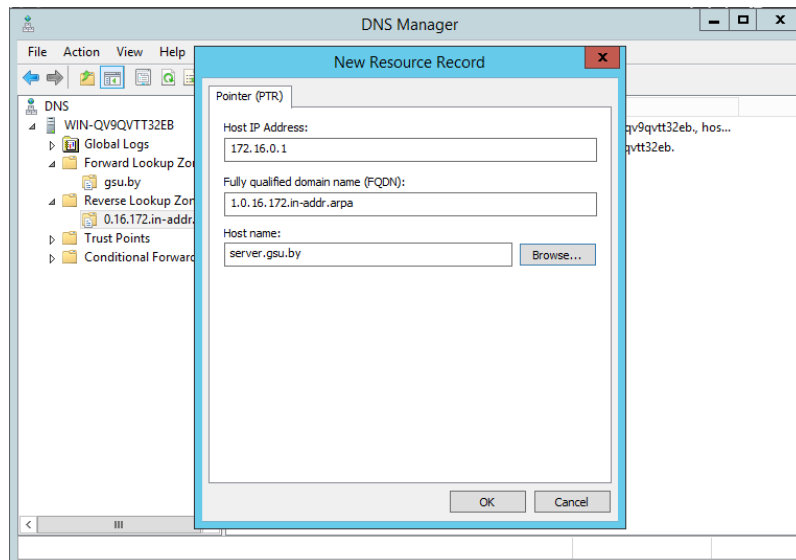 DNS Manager
File Action View Help
DNS
WIN-QV9QVTT32EB
Global Logs
Forward Lookup Zo
gsu.by
Reverse Lookup Zor
0.16.172.in-addr.
Trust Points
Conditional Forward
New Resource Record
Pointer (PTR)
Host IP Address:
172.16.0.1
Fully qualified domain name (FQDN):
1.0.16.172.in-addr.arpa
Host name:
server.gsu.by
Browse...
OK Cancel
qv9qvtt32eb., hos...
qvtt32eb.